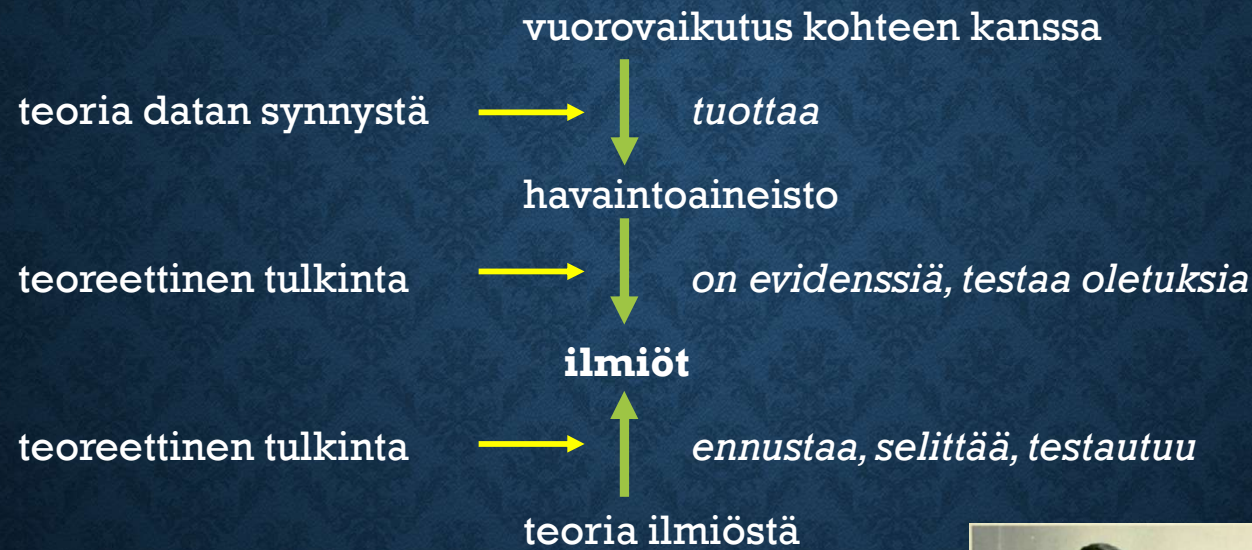 vuorovaikutus kohteen kanssa
teoria datan synnystä
tuottaa
havaintoaineisto
teoreettinen tulkinta
on evidenssiä, testaa oletuksia
ilmiöt
teoreettinen tulkinta
ennustaa, selittää, testautuu
teoria ilmiöstä